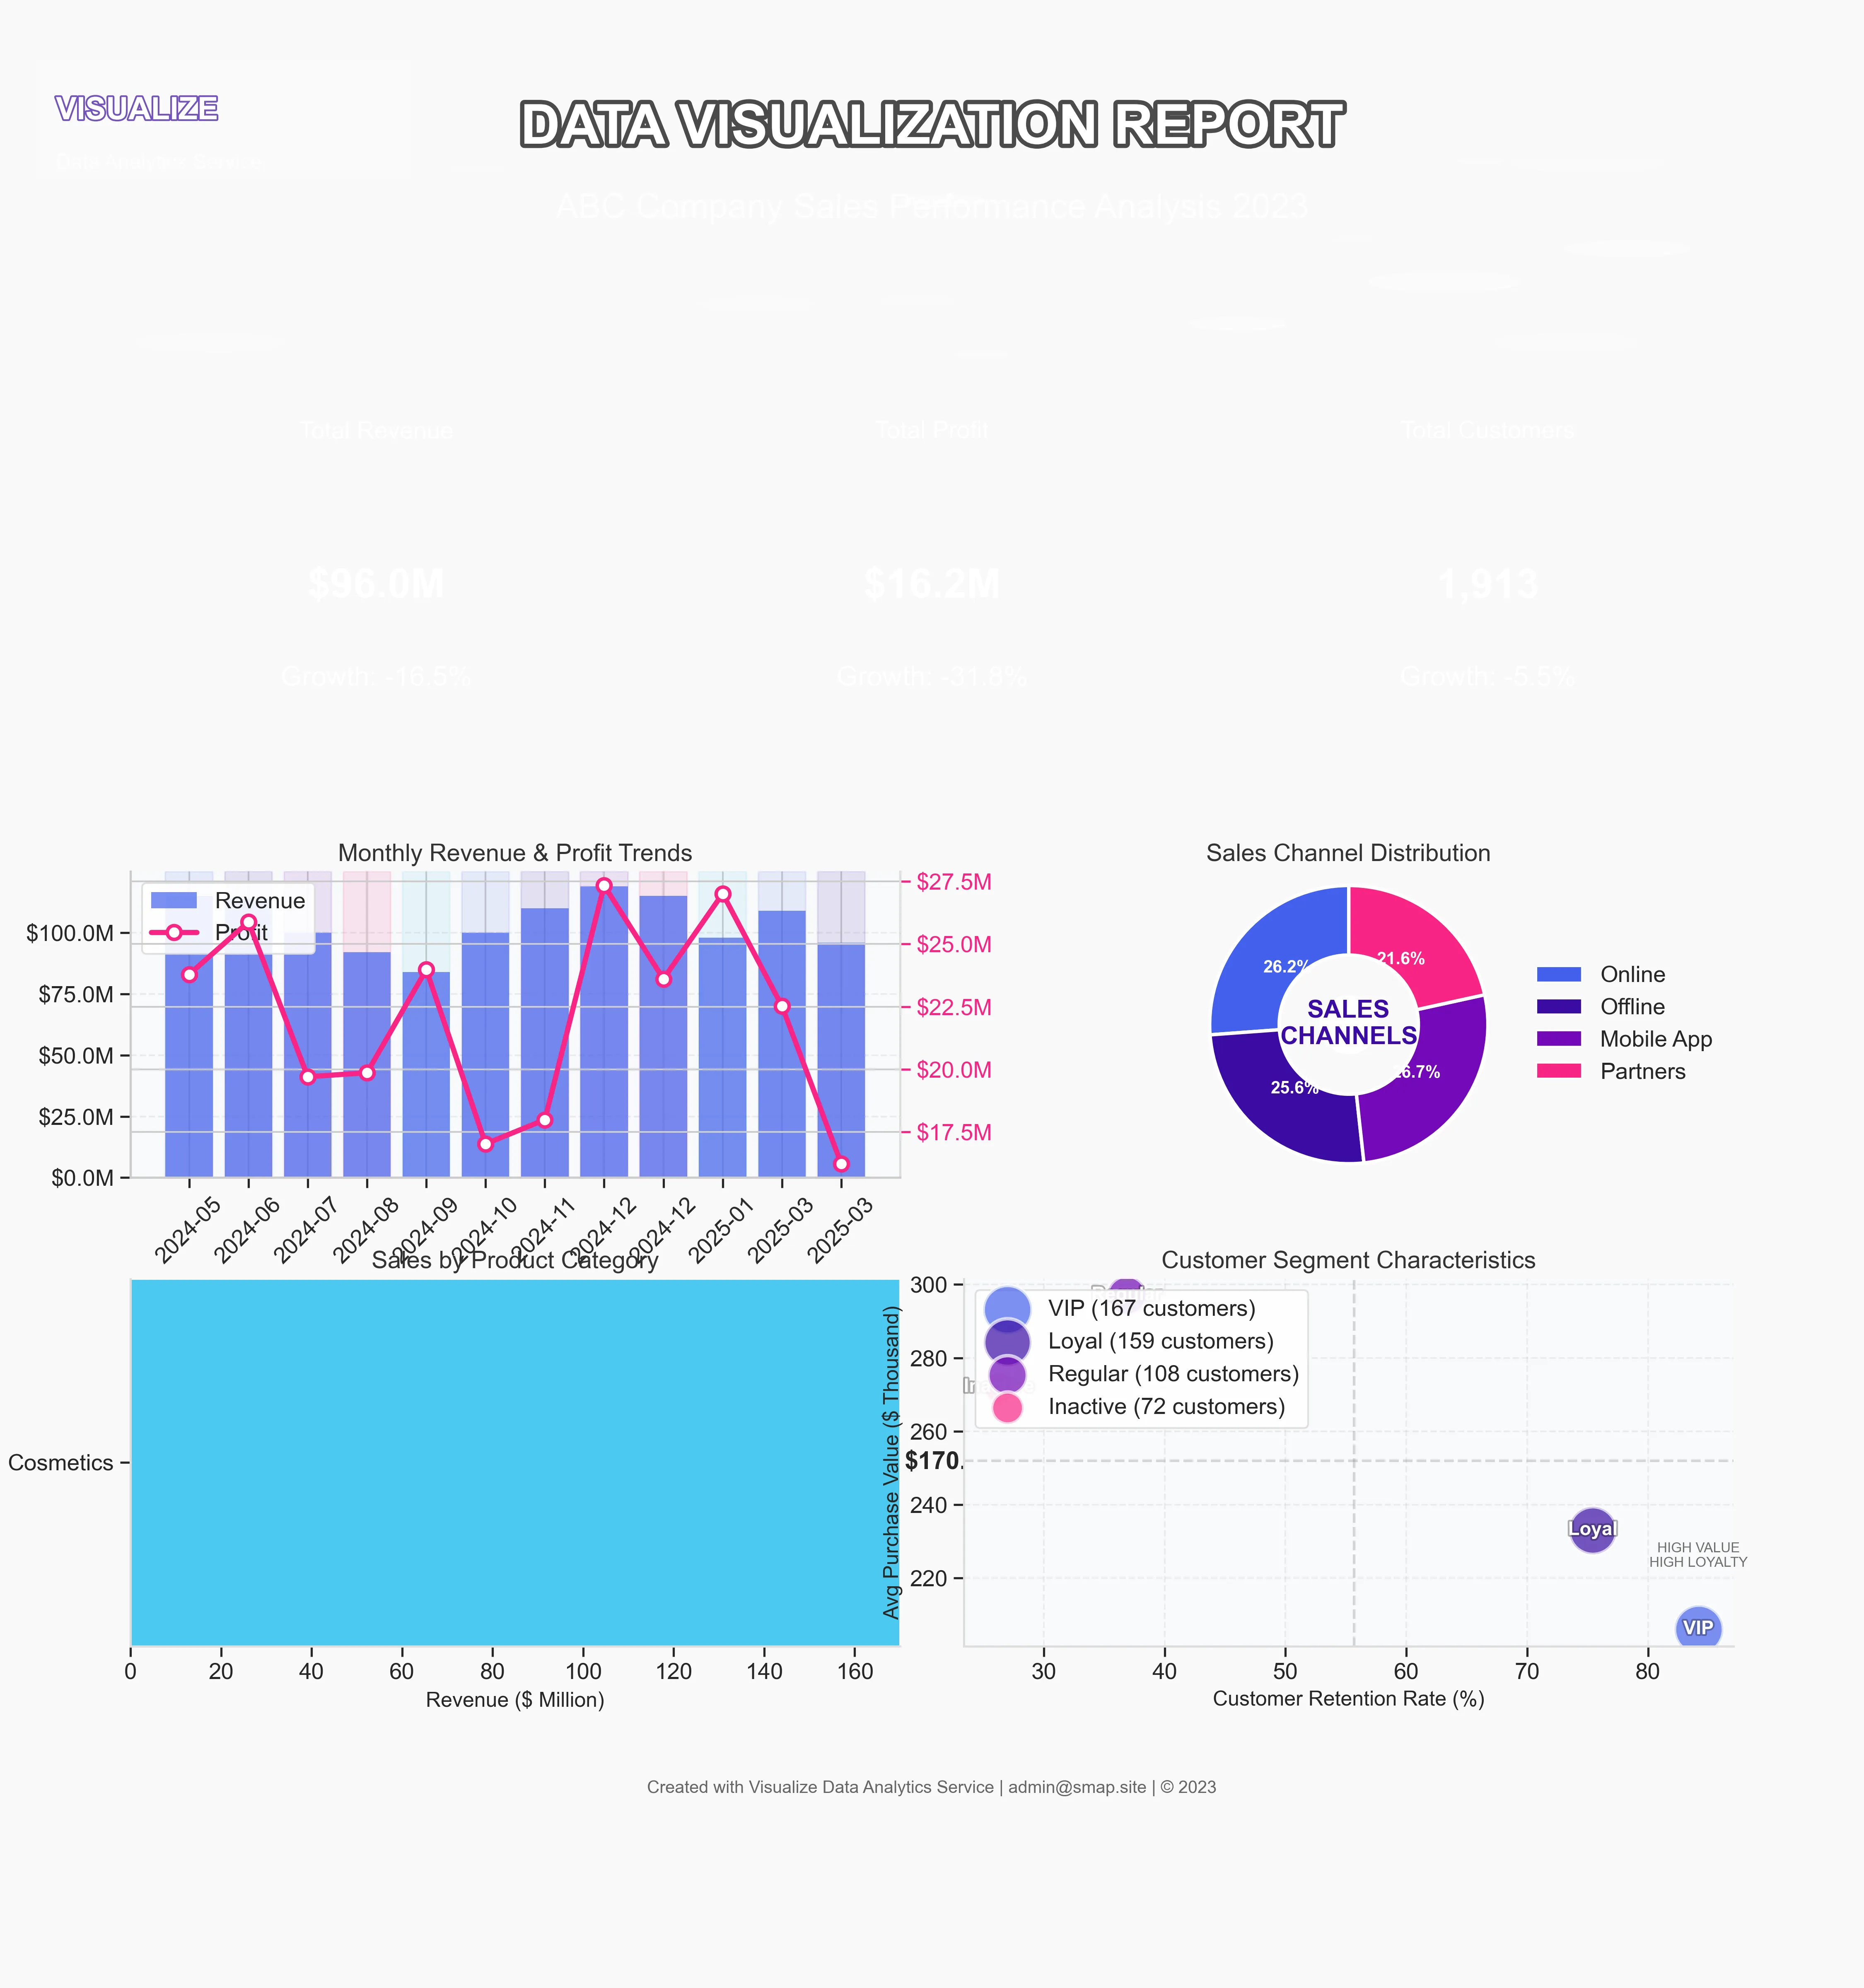 VISUALIZE
Data Analytics Service
DATA VISUALIZATION REPORT
ABC Company Sales Performance Analysis 2023
Total Revenue
$96.0M
Growth: -16.5%
Total Profit
$16.2M
Growth: -31.8%
Total Customers
1,913
Growth: -5.5%
Monthly Revenue & Profit Trends
Revenue
Profit
$100.0M
$75.0M
$50.0M
$25.0M
$0.0M
$27.5M
$25.0M
$22.5M
$20.0M
$17.5M
2024-05
2024-06
2024-07
2024-08
2024-09
2024-10
2024-11
2024-12
2024-12
2025-01
2025-03
2025-03
Sales Channel Distribution
26.2%
21.6%
25.6%
6.7%
SALES
CHANNELS
Online
Offline
Mobile App
Partners
Sales by Product Category
Cosmetics
$170.
0
20
40
60
80
100
120
140
160
Revenue ($ Million)
Customer Segment Characteristics
Avg Purchase Value ($ Thousand)
300
280
260
240
220
VIP (167 customers)
Loyal (159 customers)
Regular (108 customers)
Inactive (72 customers)
Loyal
HIGH VALUE
HIGH LOYALTY
VIP
30
40
50
60
70
80
Customer Retention Rate (%)
Created with Visualize Data Analytics Service | admin@smap.site | © 2023